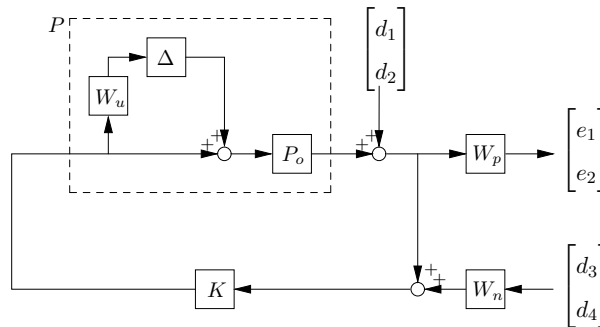 P
Δ
W_u
d_1
d_2
+
+
P_o
+
+
W_p
e_1
e_2
+
+
K
W_n
d_3
d_4